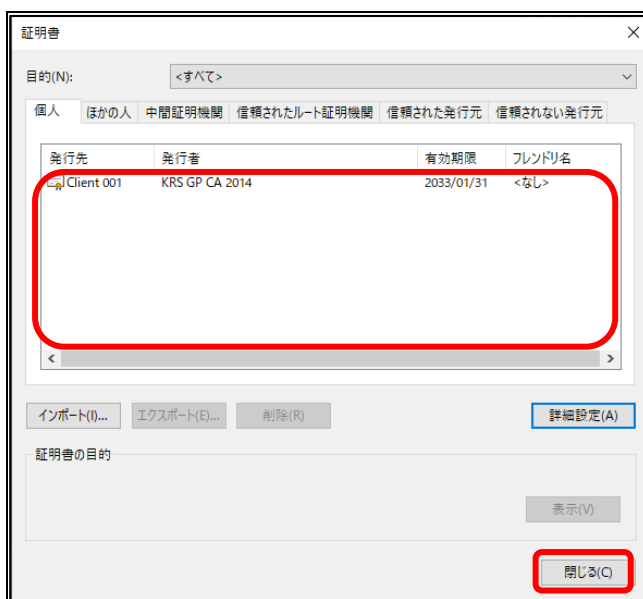 証明書
目的(N): <すべて>
個人 ほかの人 中間証明機関 信頼されたルート証明機関 信頼された発行元 信頼されない発行元
発行先 発行者 有効期限 フレンドリ名
Client 001 KRS GP CA 2014 2033/01/31 <なし>
インポート(I)... エクスポート(E)... 削除(R) 詳細設定(A)
証明書の目的
表示(V)
閉じる(C)